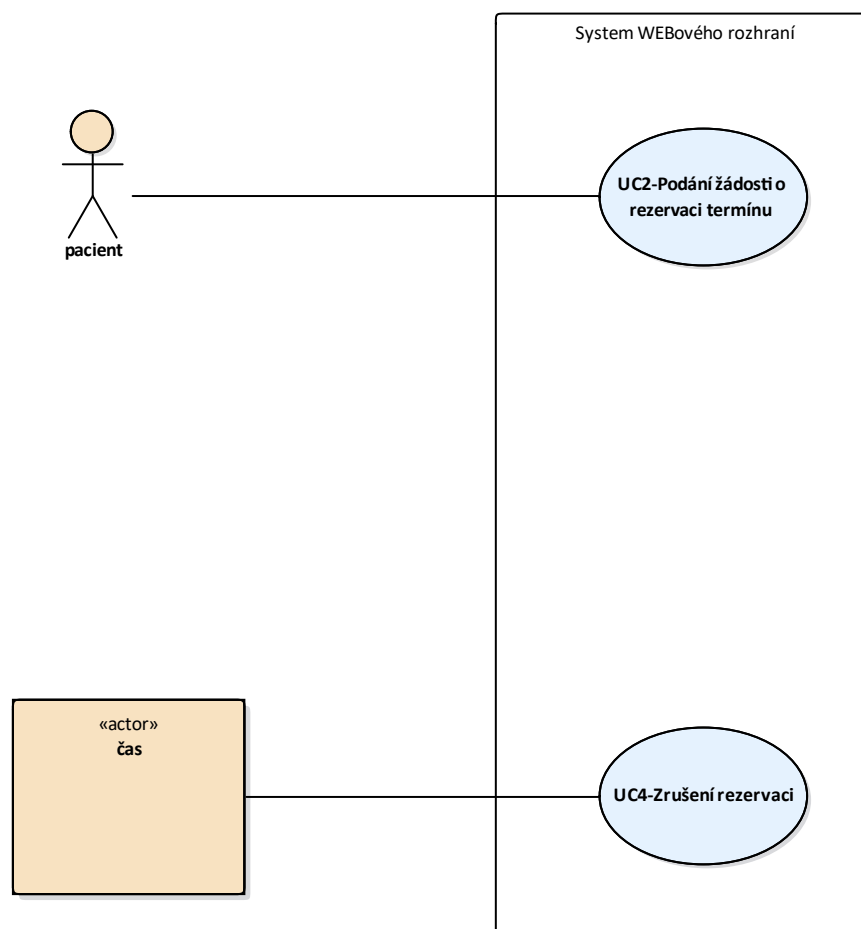 System WEBového rozhraní
UC2-Podání žádosti o
rezervaci termínu
pacient
«actor»
čas
UC4-Zrušení rezervaci